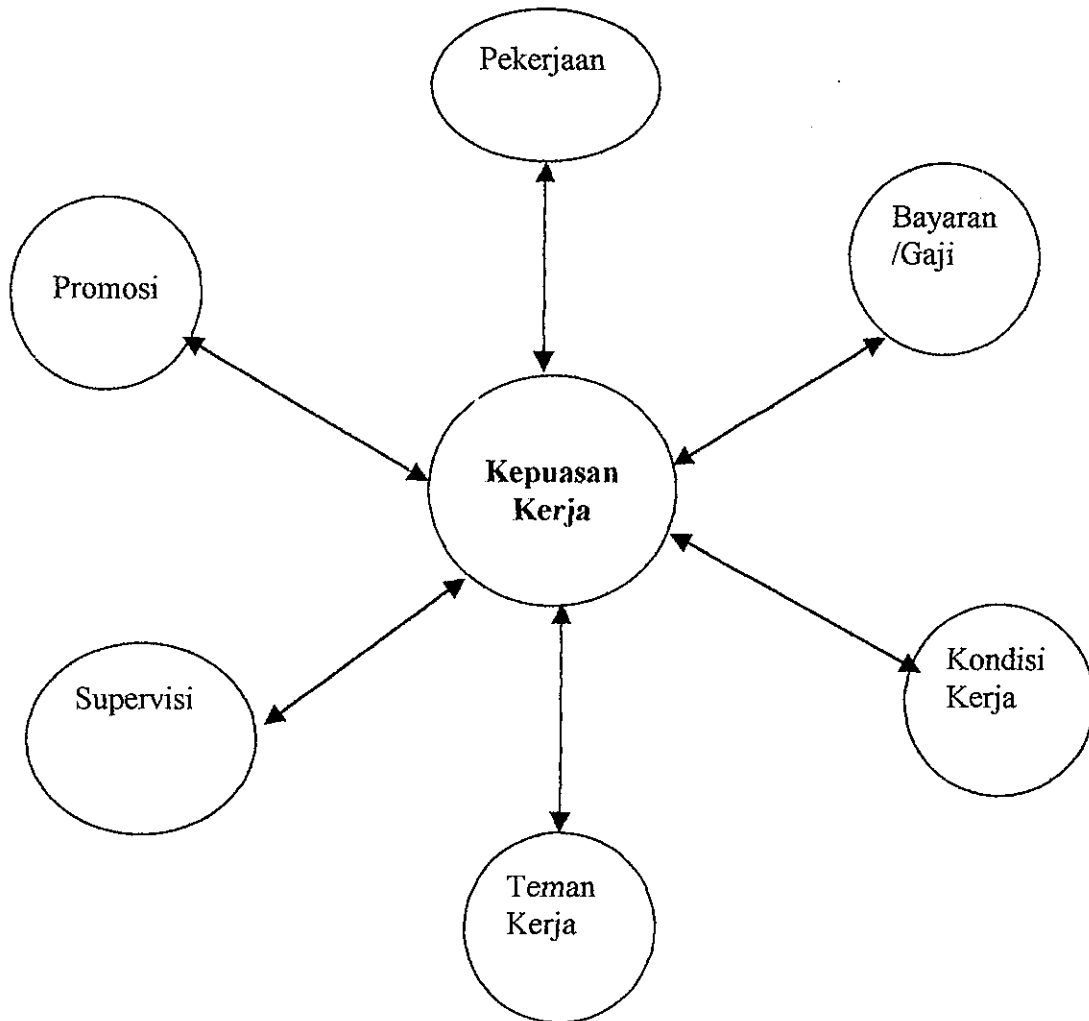 Pekerjaan
Bayaran
/Gaji
Promosi
Kepuasan
Kerja
Kondisi
Kerja
Supervisi
Teman
Kerja